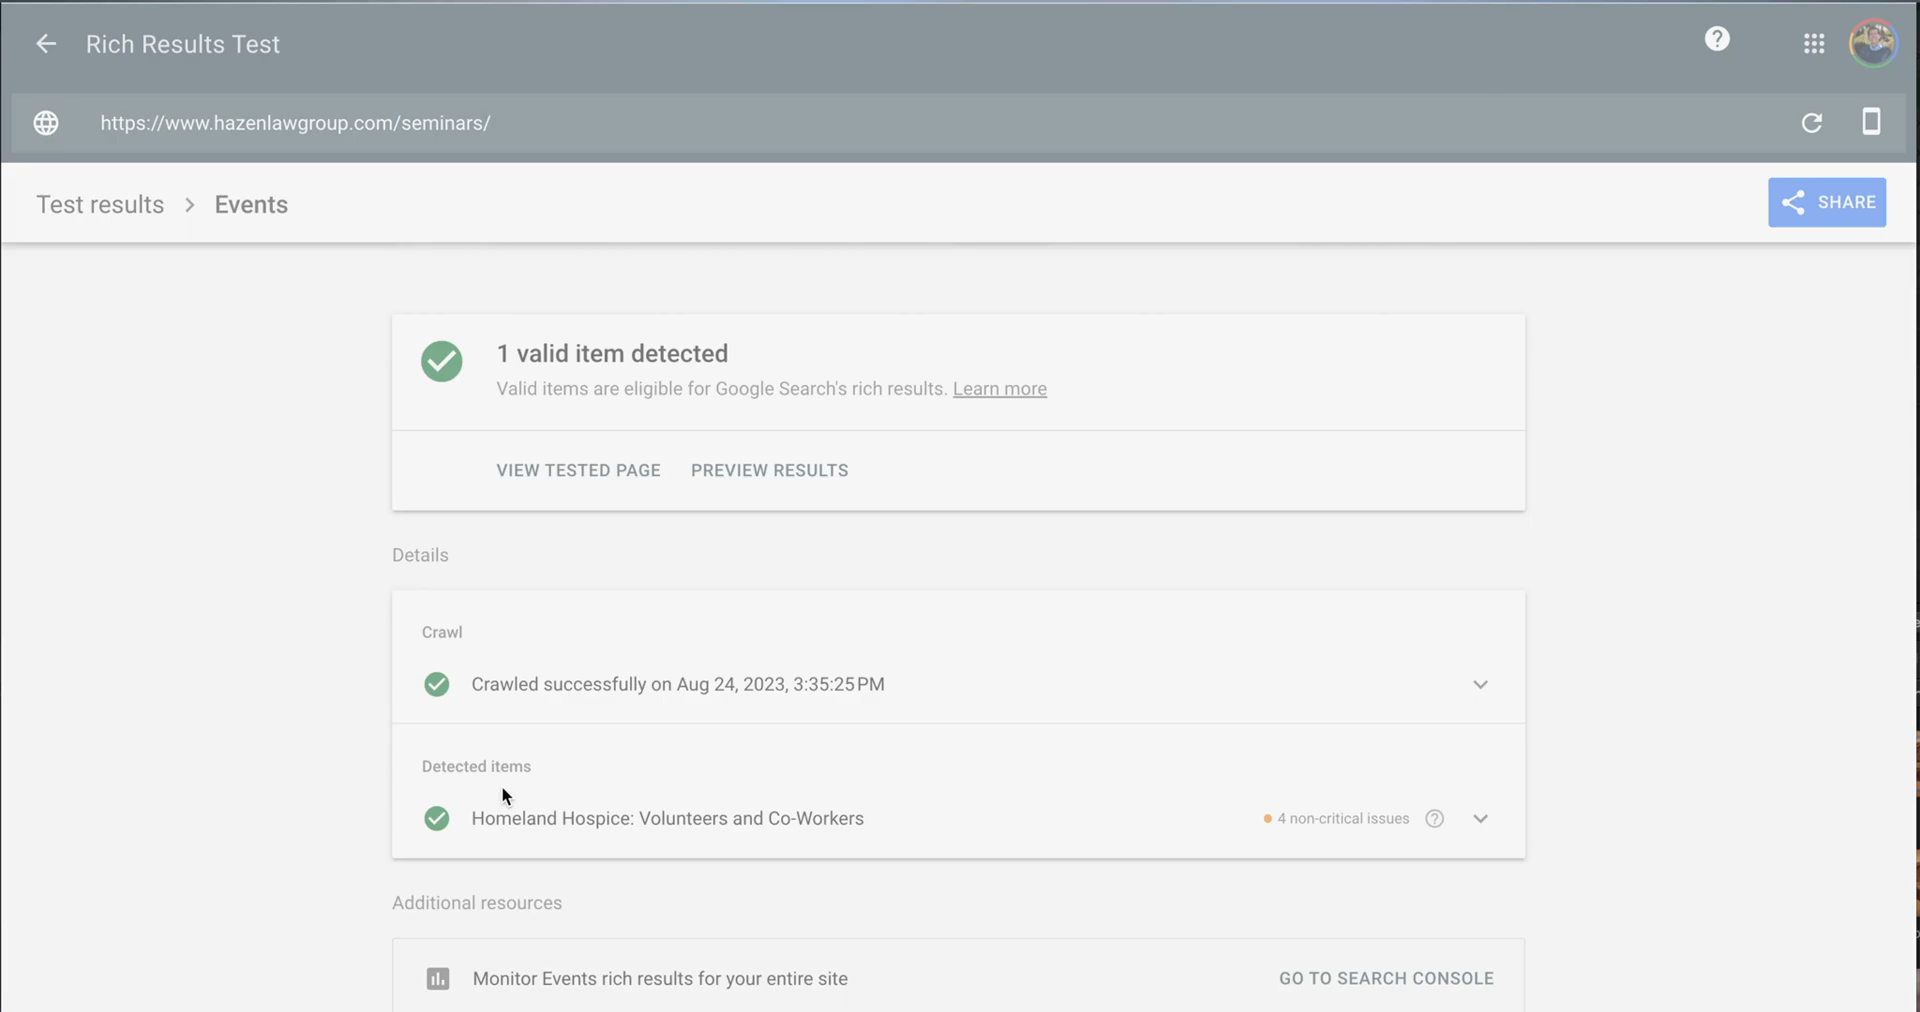 Rich Results Test
https://www.hazenlawgroup.com/seminars/
Test results > Events
SHARE
1 valid item detected
Valid items are eligible for Google Search's rich results. Learn more
VIEW TESTED PAGE PREVIEW RESULTS
Details
Crawl
Crawled successfully on Aug 24, 2023, 3:35:25 PM
Detected items
Homeland Hospice: Volunteers and Co-Workers
4 non-critical issues
Additional resources
Monitor Events rich results for your entire site
GO TO SEARCH CONSOLE